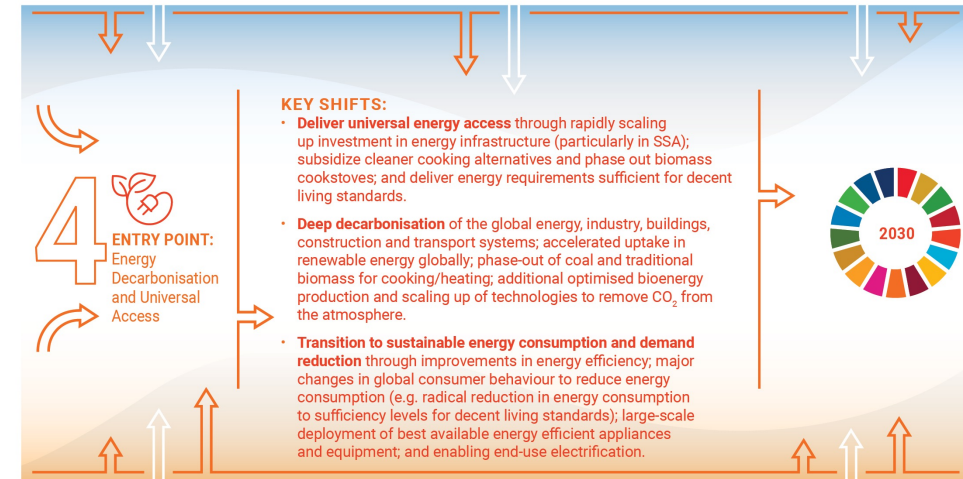 4
ENTRY POINT:
Energy
Decarbonisation
and Universal
Access
KEY SHIFTS:
• Deliver universal energy access through rapidly scaling
up investment in energy infrastructure (particularly in SSA);
subsidize cleaner cooking alternatives and phase out biomass
cookstoves; and deliver energy requirements sufficient for decent
living standards.
• Deep decarbonisation of the global energy, industry, buildings,
construction and transport systems; accelerated uptake in
renewable energy globally; phase-out of coal and traditional
biomass for cooking/heating; additional optimised bioenergy
production and scaling up of technologies to remove CO2 from
the atmosphere.
• Transition to sustainable energy consumption and demand
reduction through improvements in energy efficiency; major
changes in global consumer behaviour to reduce energy
consumption (e.g. radical reduction in energy consumption
to sufficiency levels for decent living standards); large-scale
deployment of best available energy efficient appliances
and equipment; and enabling end-use electrification.
2030